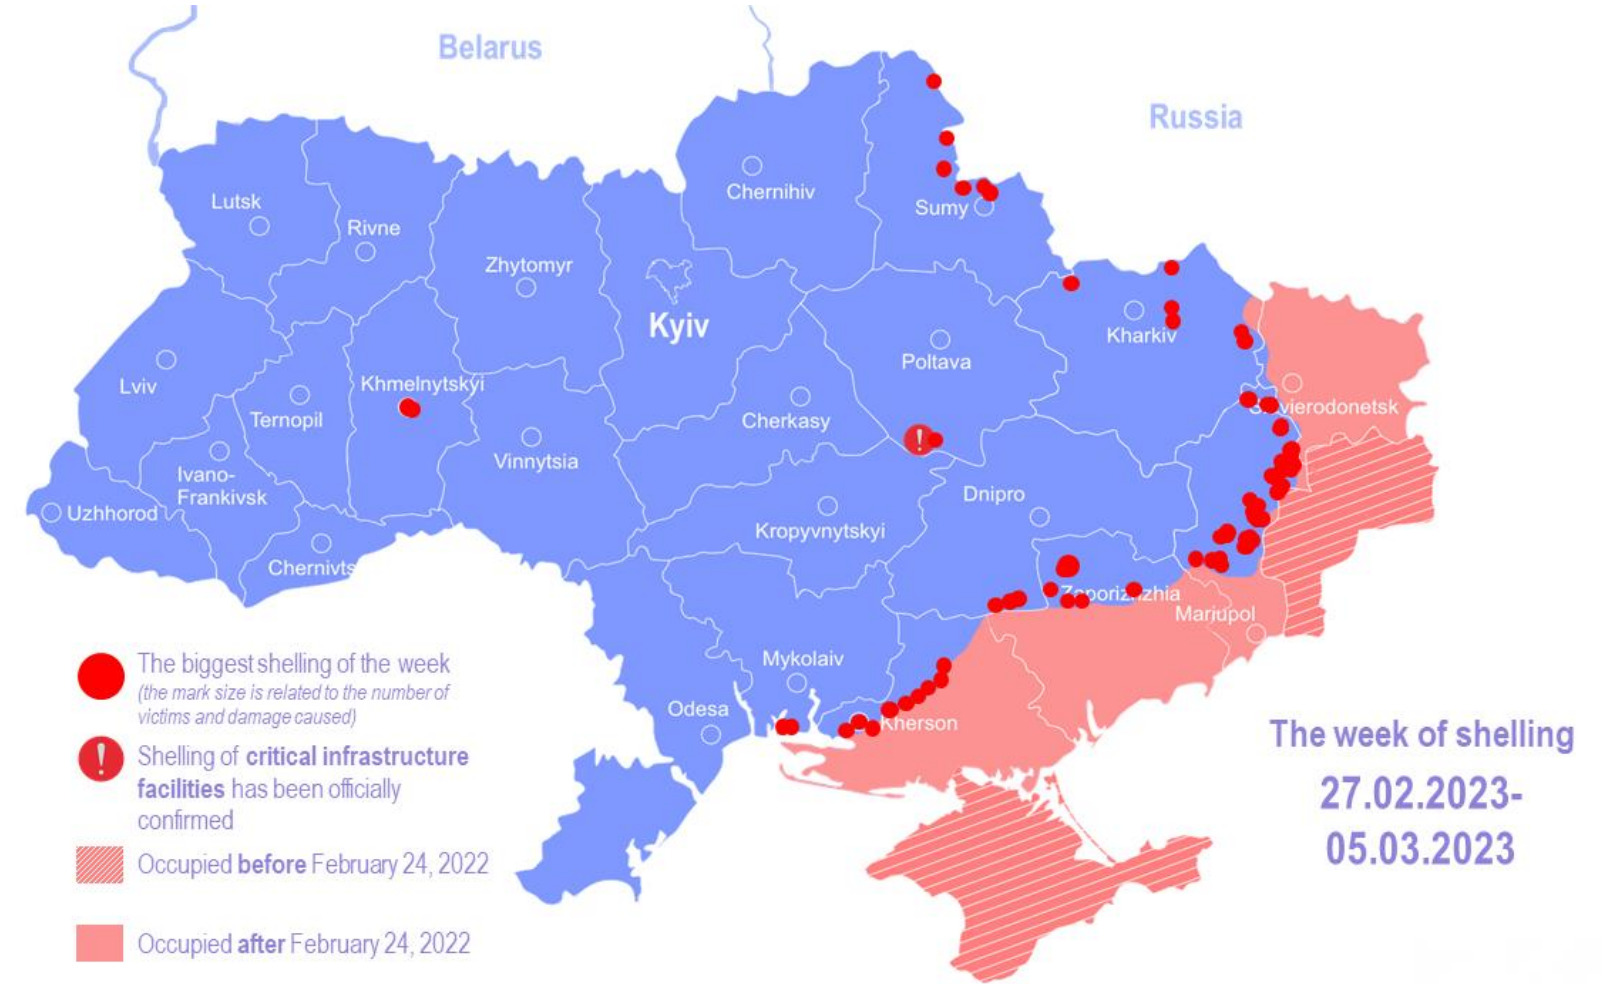 Belarus
Russia
Chernihiv
Lutsk
Sumy
Rivne
Zhytomyr
Kyiv
Kharkiv
Poltava
Lviv
Khmelnytskyi
Ternopil
Cherkasy
vierodonetsk
Vinnytsia
Ivano-
Frankivsk
Dnipro
Uzhhorod
Kropyvnytskyi
Chernivts
Zaporizhzhia
Mariupol
Mykolaiv
Odesa
Kherson
The biggest shelling of the week
(the mark size is related to the number of
victims and damage caused)
!
Shelling of critical infrastructure
facilities has been officially
confirmed
Occupied before February 24, 2022
Occupied after February 24, 2022
The week of shelling
27.02.2023-
05.03.2023